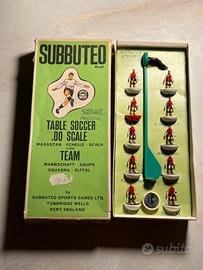 SUBBUTEO
Regd
TABLE SOCCER
.00 SCALE
MASSSTAB · ECHELLE · SCALA
TEAM
MANNSCHAFT · EQUIPE
SQUADRA · ELFTAL
by
SUBBUTEO SPORTS GAMES LTD.
TUNBRIDGE WELLS
KENT, ENGLAND
subito